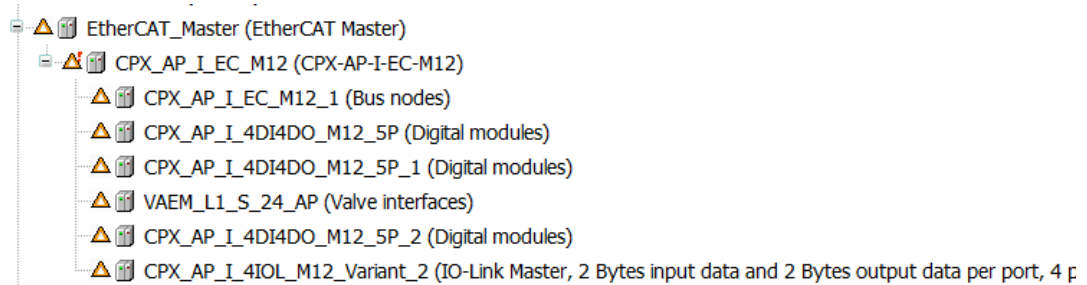 EtherCAT_Master (EtherCAT Master)
CPX_AP_I_EC_M12 (CPX-AP-I-EC-M12)
CPX_AP_I_EC_M12_1 (Bus nodes)
CPX_AP_I_4DI4DO_M12_5P (Digital modules)
CPX_AP_I_4DI4DO_M12_5P_1 (Digital modules)
VAEM_L1_S_24_AP (Valve interfaces)
CPX_AP_I_4DI4DO_M12_5P_2 (Digital modules)
CPX_AP_I_4IOL_M12_Variant_2 (IO-Link Master, 2 Bytes input data and 2 Bytes output data per port, 4 p